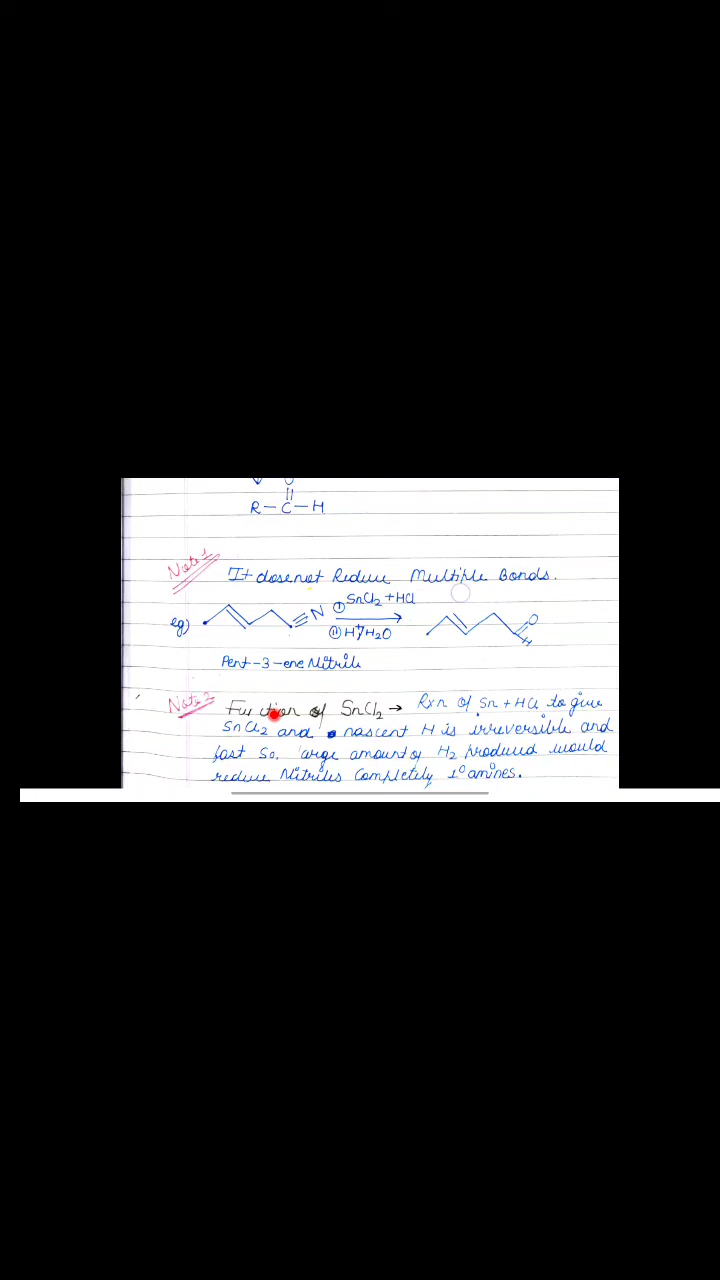 O
R-C-H
Note 1
It dose not Reduce Multiple Bonds.
eg) ≡N (I) SnCl2 + HCl O
(II) H+/H2O H
Pent-3-ene Nitrile
Note 2
Function of SnCl2 → Rxn of Sn + HCl to give
SnCl2 and nascent H is irreversible and
fast So, large amount of H2 produced would
reduce Nitriles Completely 1° amines.